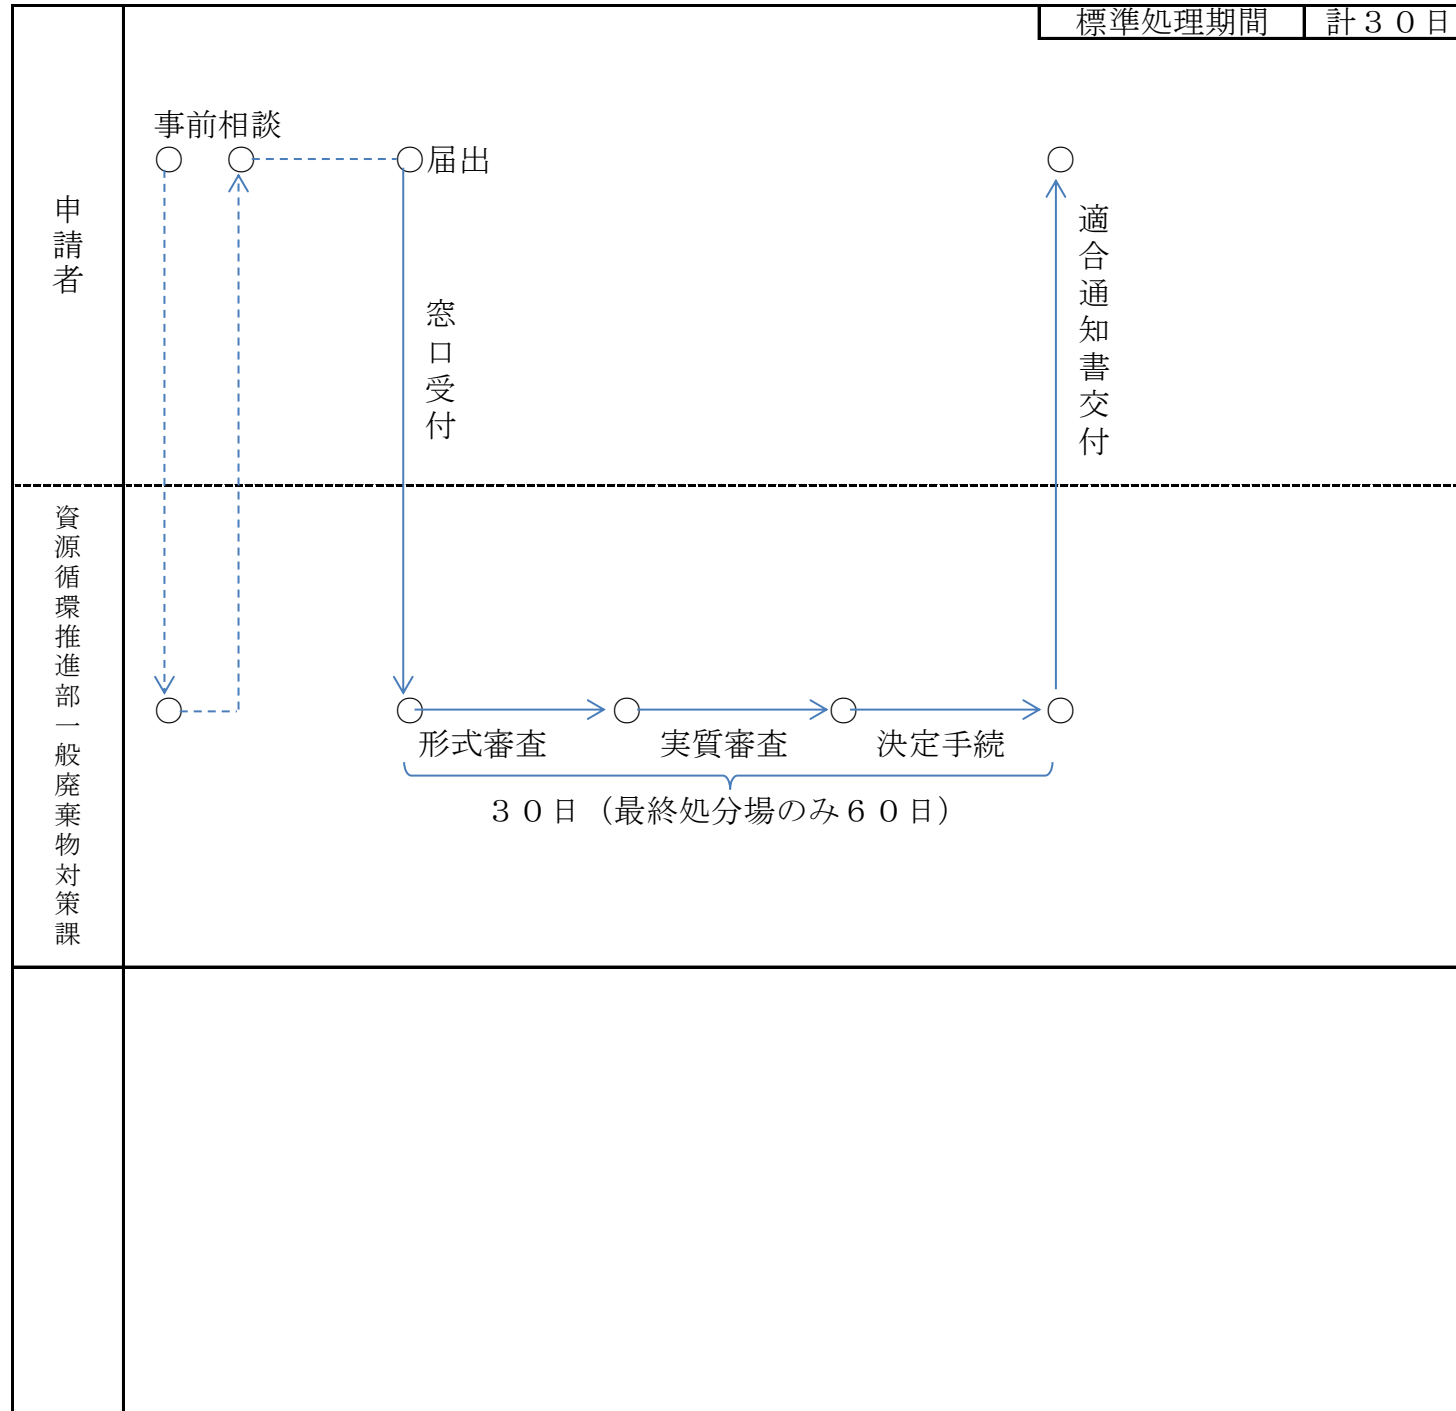 標準処理期間
計３０日
事前相談
届出
申請者
窓口受付
適合通知書交付
資源循環推進部一般廃棄物対策課
形式審査
実質審査
決定手続
３０日（最終処分場のみ６０日）